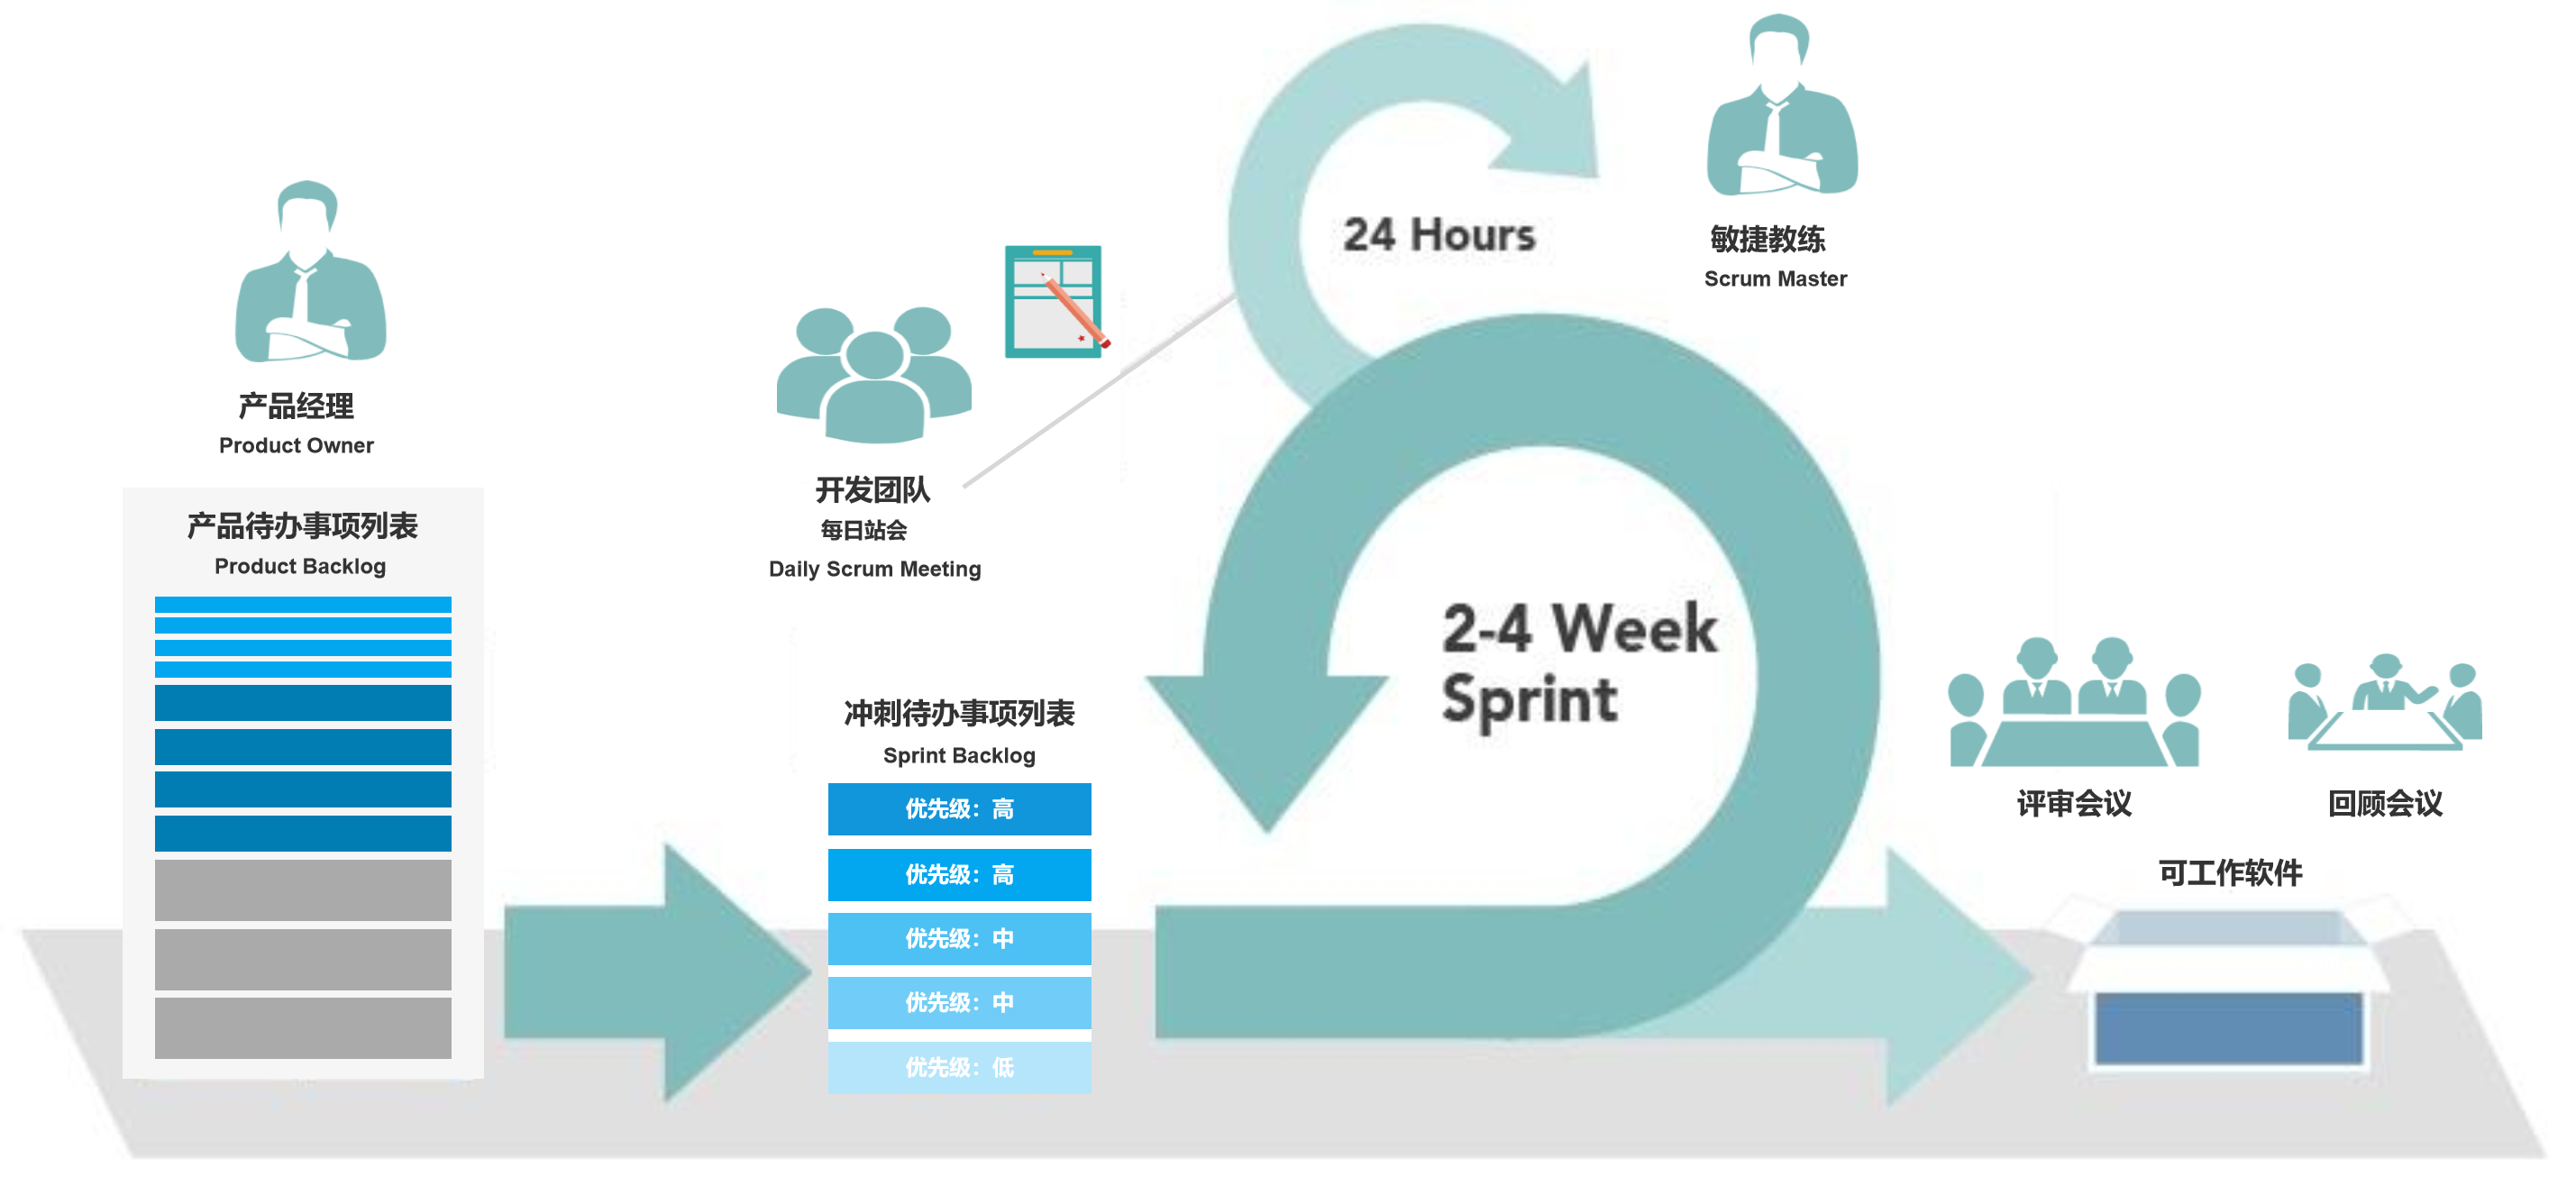 产品经理
Product Owner
产品待办事项列表
Product Backlog
开发团队
每日站会
Daily Scrum Meeting
冲刺待办事项列表
Sprint Backlog
优先级：高
优先级：高
优先级：中
优先级：中
优先级：低
24 Hours
敏捷教练
Scrum Master
2-4 Week
Sprint
评审会议
回顾会议
可工作软件